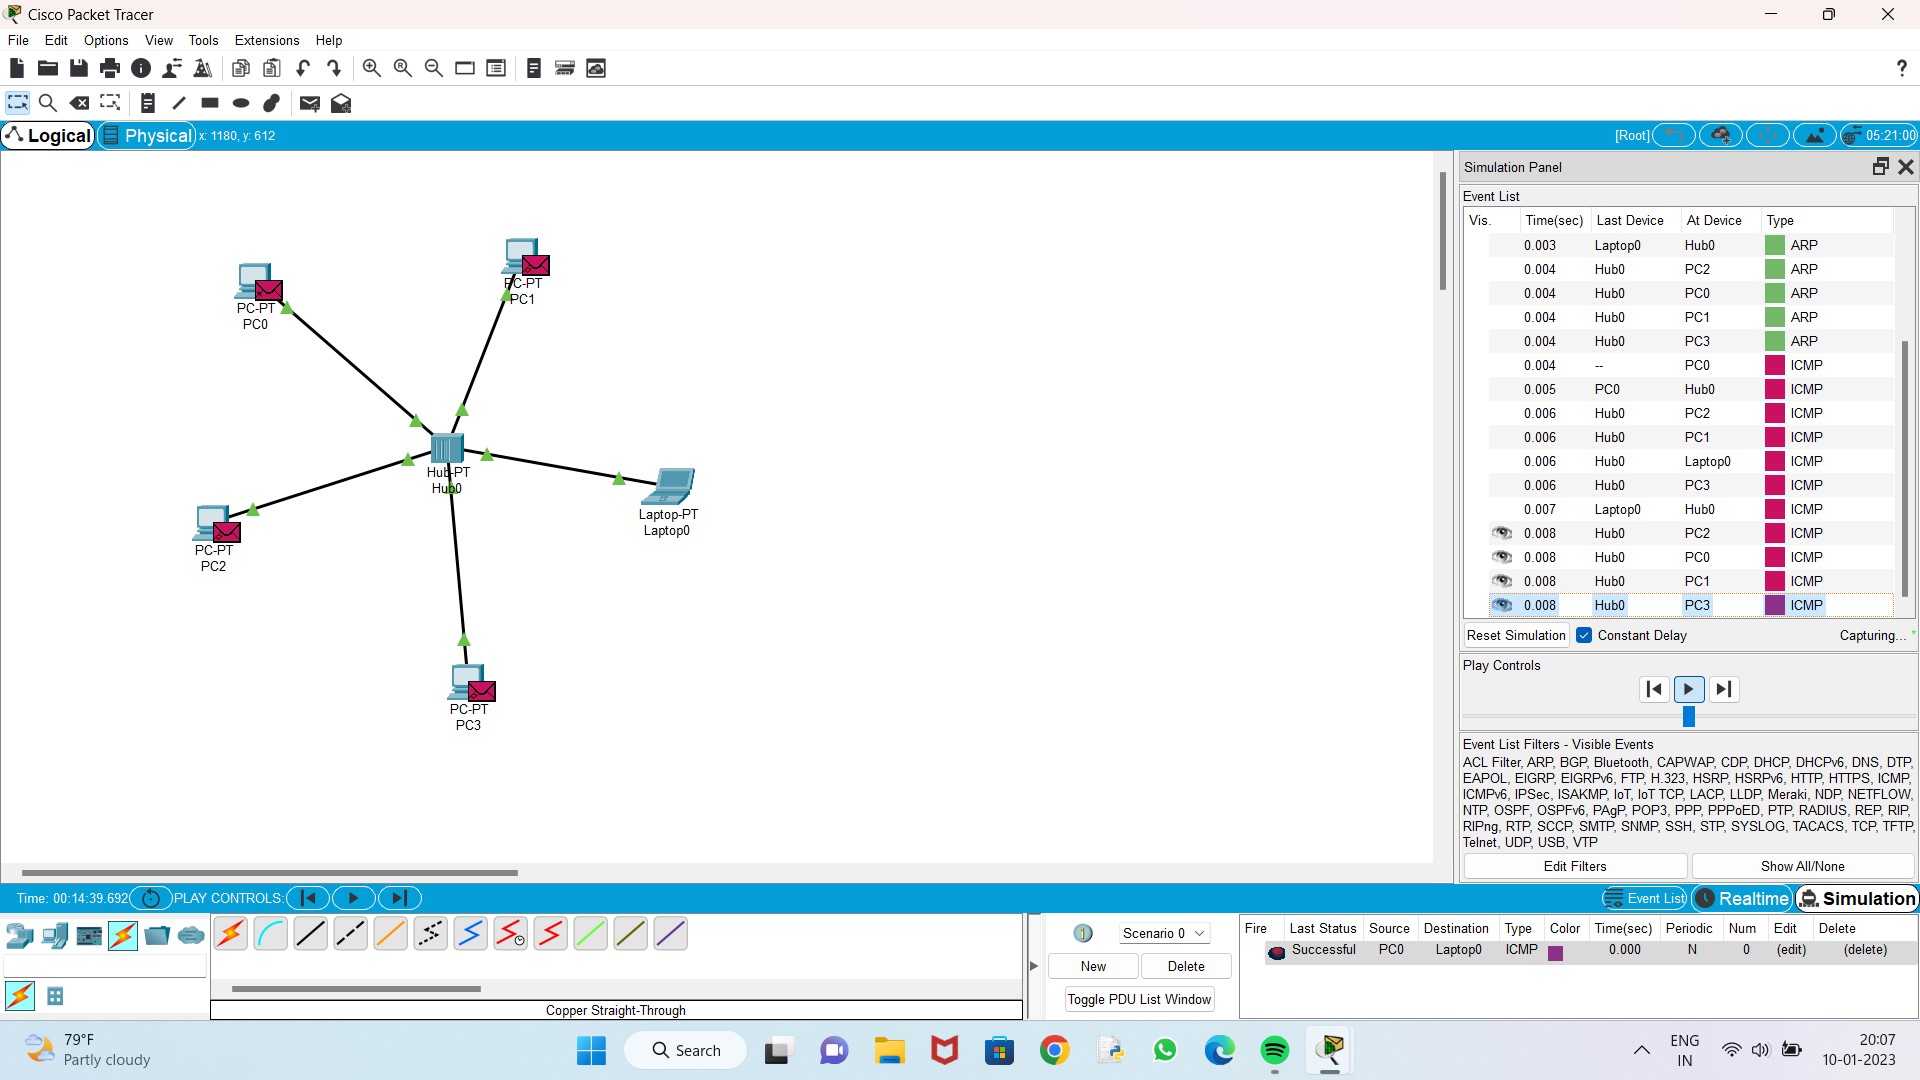 Cisco Packet Tracer
File Edit Options View Tools Extensions Help
?
Logical Physical x: 1180, y: 612 [Root] 05:21:00
PC-PT
PC0
PC-PT
PC1
Hub-PT
Hub0
Laptop-PT
Laptop0
PC-PT
PC2
PC-PT
PC3
Simulation Panel
Event List
Vis. Time(sec) Last Device At Device Type
0.003 Laptop0 Hub0 ARP
0.004 Hub0 PC2 ARP
0.004 Hub0 PC0 ARP
0.004 Hub0 PC1 ARP
0.004 Hub0 PC3 ARP
0.004 -- PC0 ICMP
0.005 PC0 Hub0 ICMP
0.006 Hub0 PC2 ICMP
0.006 Hub0 PC1 ICMP
0.006 Hub0 Laptop0 ICMP
0.006 Hub0 PC3 ICMP
0.007 Laptop0 Hub0 ICMP
0.008 Hub0 PC2 ICMP
0.008 Hub0 PC0 ICMP
0.008 Hub0 PC1 ICMP
0.008 Hub0 PC3 ICMP
Reset Simulation Constant Delay Capturing... *
Play Controls
Event List Filters - Visible Events
ACL Filter, ARP, BGP, Bluetooth, CAPWAP, CDP, DHCP, DHCPv6, DNS, DTP,
EAPOL, EIGRP, EIGRPv6, FTP, H.323, HSRP, HSRPv6, HTTP, HTTPS, ICMP,
ICMPv6, IPSec, ISAKMP, IoT, IoT TCP, LACP, LLDP, Meraki, NDP, NETFLOW,
NTP, OSPF, OSPFv6, PAgP, POP3, PPP, PPPoED, PTP, RADIUS, REP, RIP,
RIPng, RTP, SCCP, SMTP, SNMP, SSH, STP, SYSLOG, TACACS, TCP, TFTP,
Telnet, UDP, USB, VTP
Edit Filters Show All/None
Time: 00:14:39.692 PLAY CONTROLS: Event List Realtime Simulation
Copper Straight-Through
Scenario 0
New Delete
Toggle PDU List Window
Fire Last Status Source Destination Type Color Time(sec) Periodic Num Edit Delete
Successful PC0 Laptop0 ICMP 0.000 N 0 (edit) (delete)
79°F
Partly cloudy
Search
ENG
IN
20:07
10-01-2023